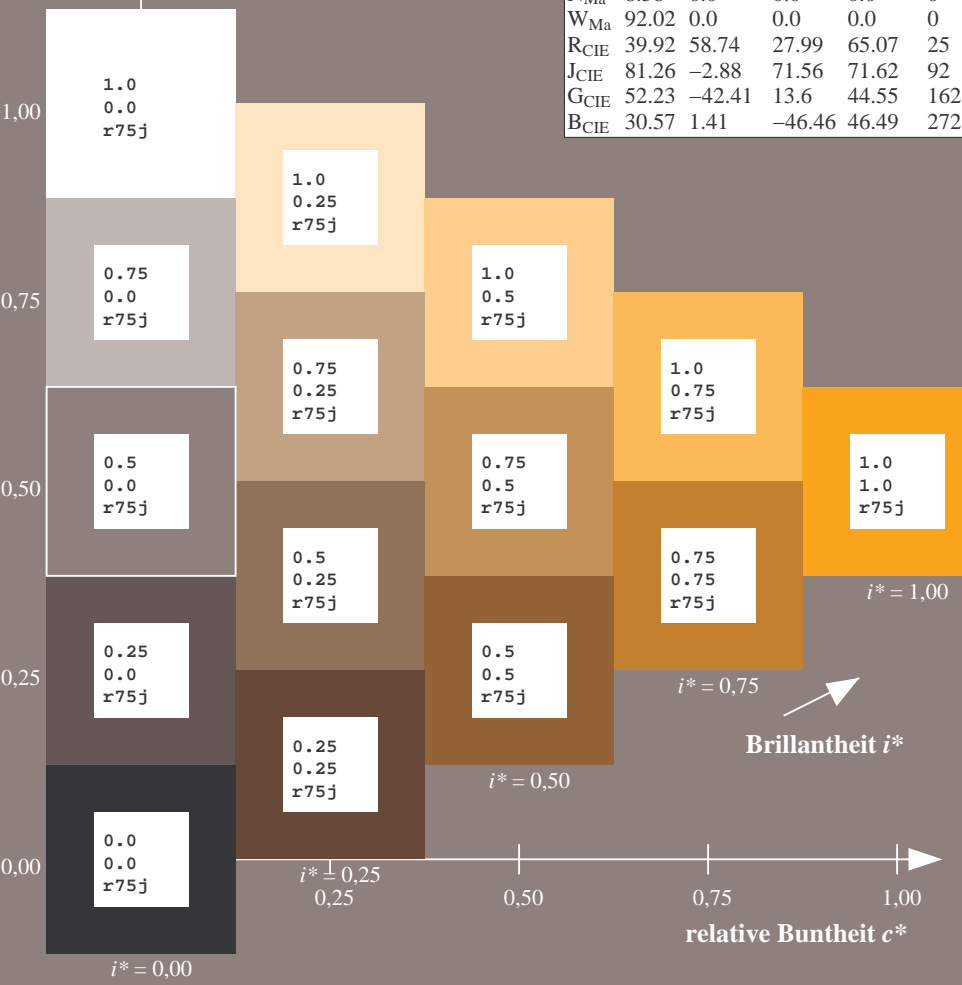 W_Ma 92.02 0.0 0.0 0.0 0
R_CIE 39.92 58.74 27.99 65.07 25
J_CIE 81.26 –2.88 71.56 71.62 92
G_CIE 52.23 –42.41 13.6 44.55 162
B_CIE 30.57 1.41 –46.46 46.49 272
1,00
1.0
0.0
r75j
1.0
0.25
r75j
0,75
0.75
0.0
r75j
1.0
0.5
r75j
0.75
0.25
r75j
1.0
0.75
r75j
0,50
0.5
0.0
r75j
0.75
0.5
r75j
1.0
1.0
r75j
0.5
0.25
r75j
0.75
0.75
r75j
i* = 1,00
0,25
0.25
0.0
r75j
0.5
0.5
r75j
i* = 0,75
Brillantheit i*
0.25
0.25
r75j
i* = 0,50
0,00
0.0
0.0
r75j
i* = 0,25
0,25 0,50 0,75 1,00
relative Buntheit c*
i* = 0,00